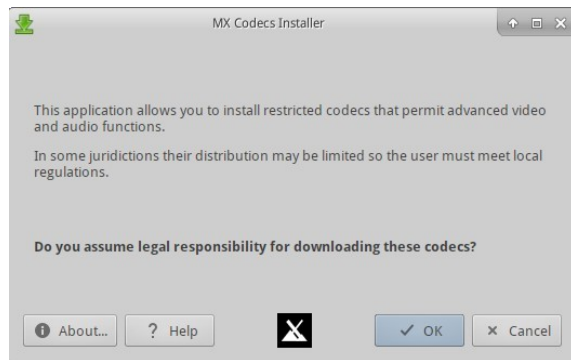 MX Codecs Installer
This application allows you to install restricted codecs that permit advanced video
and audio functions.
In some juridictions their distribution may be limited so the user must meet local
regulations.
Do you assume legal responsibility for downloading these codecs?
About... ? Help OK Cancel